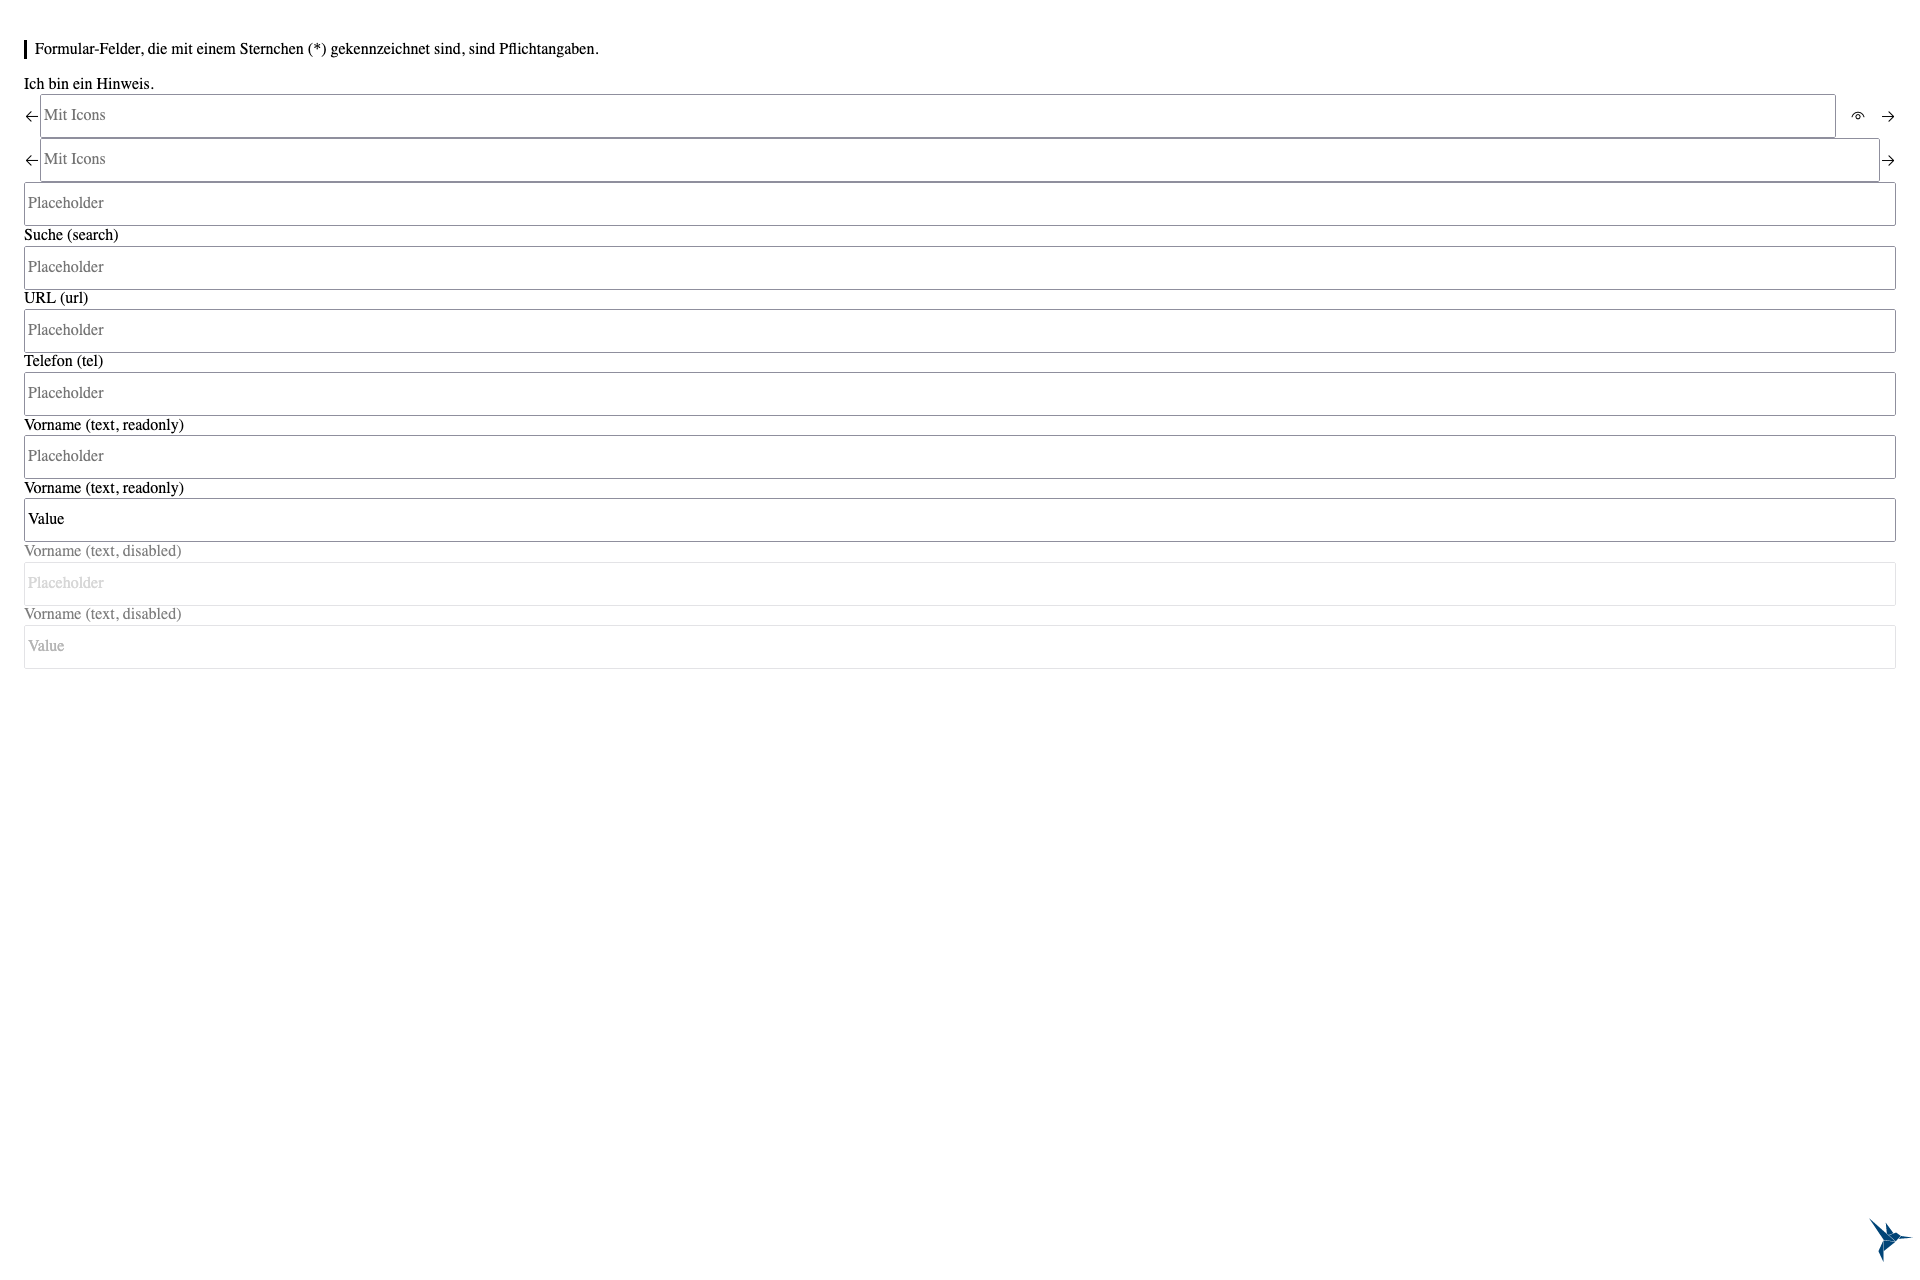 Formular-Felder, die mit einem Sternchen (*) gekennzeichnet sind, sind Pflichtangaben.
Ich bin ein Hinweis.
Mit Icons
Mit Icons
Placeholder
Suche (search)
Placeholder
URL (url)
Placeholder
Telefon (tel)
Placeholder
Vorname (text, readonly)
Placeholder
Vorname (text, readonly)
Value
Vorname (text, disabled)
Placeholder
Vorname (text, disabled)
Value